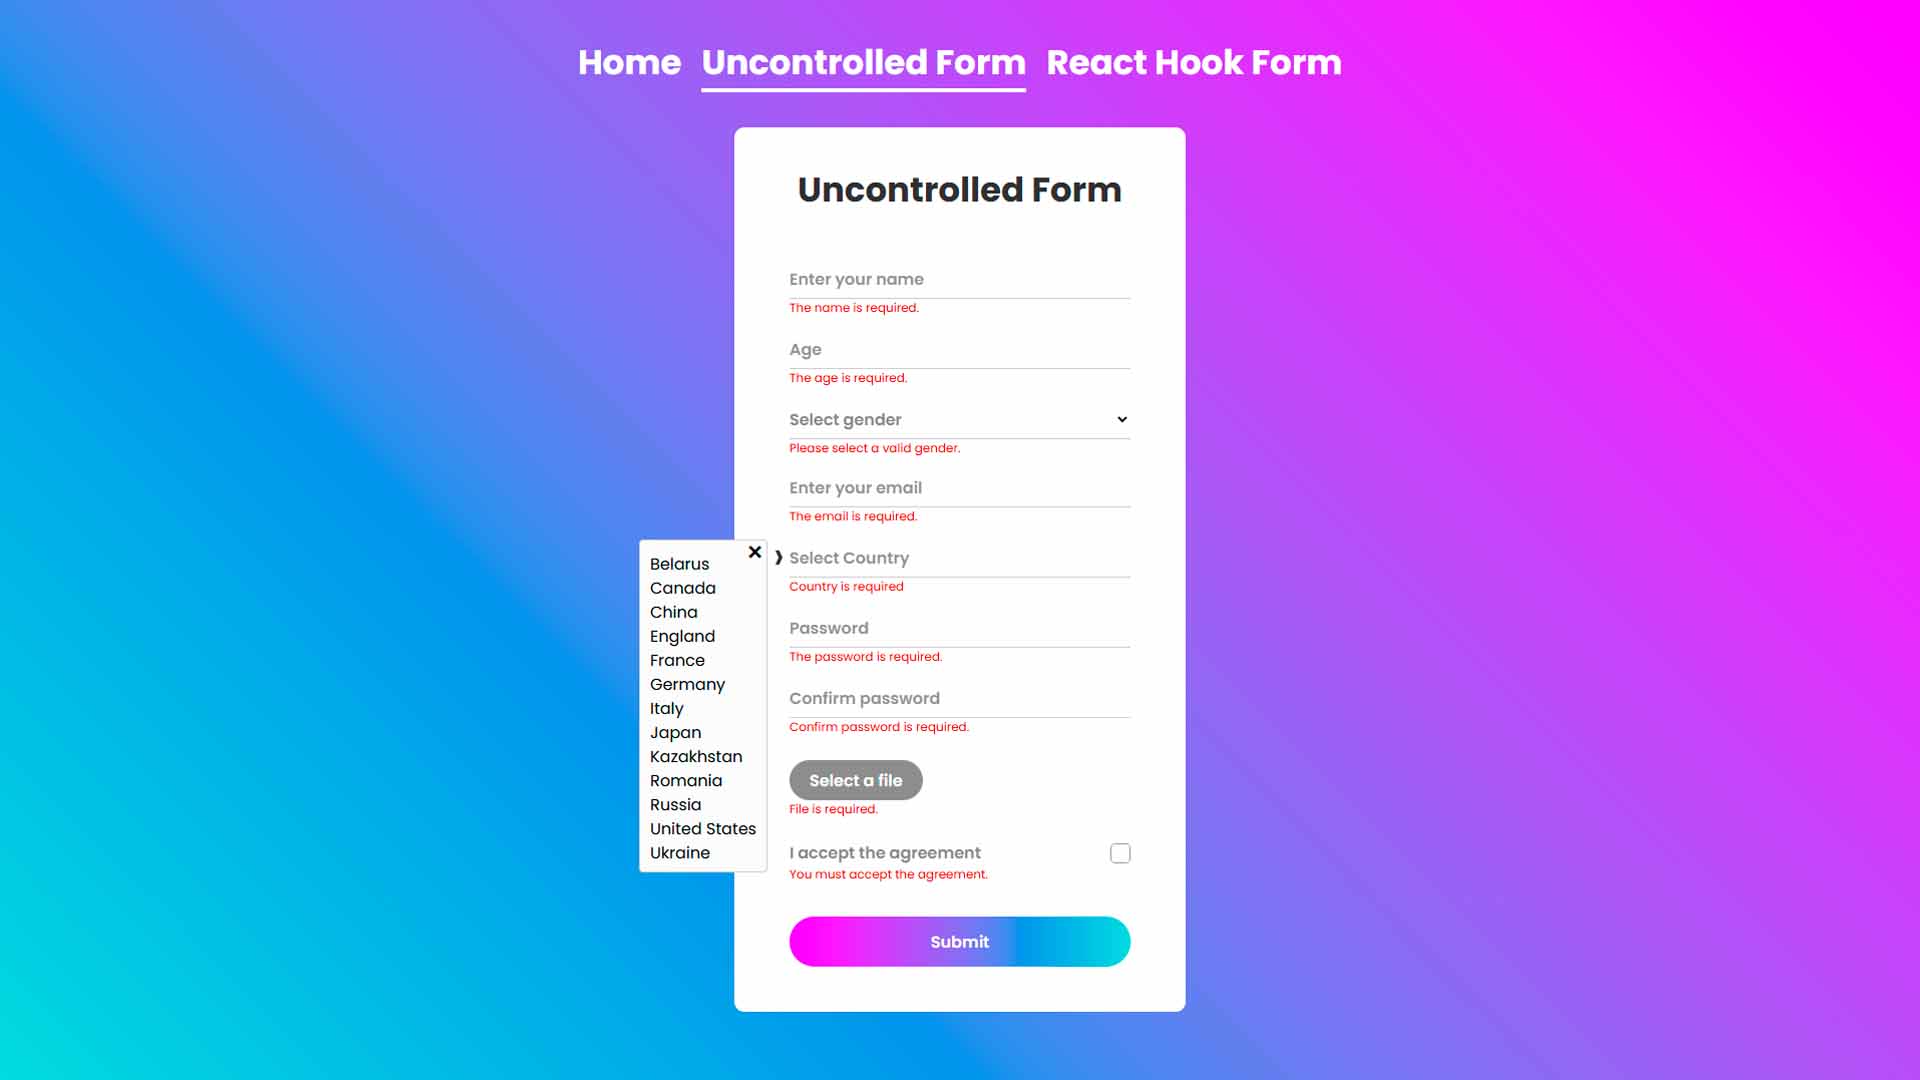 Home Uncontrolled Form React Hook Form
Uncontrolled Form
Enter your name
The name is required.
Age
The age is required.
Select gender
Please select a valid gender.
Enter your email
The email is required.
Select Country
Country is required
Belarus
Canada
China
England
France
Germany
Italy
Japan
Kazakhstan
Romania
Russia
United States
Ukraine
Password
The password is required.
Confirm password
Confirm password is required.
Select a file
File is required.
I accept the agreement
You must accept the agreement.
Submit